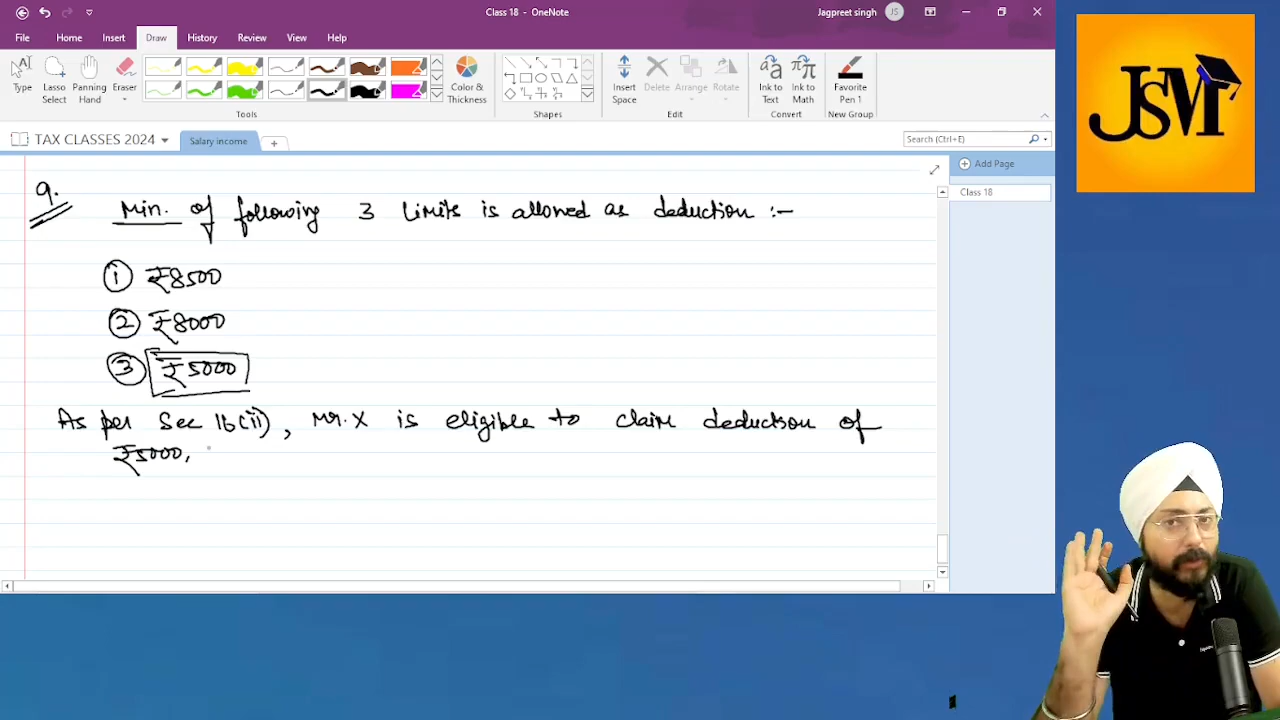 Class 18 - OneNote
Jagpreet singh
JS
File Home Insert Draw History Review View Help
Type
Lasso Select
Panning Hand
Eraser
Color & Thickness
Insert Space
Delete
Arrange
Rotate
Ink to Text
Ink to Math
Favorite Pen 1
Tools
Shapes
Edit
Convert
New Group
TAX CLASSES 2024
Salary income
Search (Ctrl+E)
Add Page
Class 18
9.
Min. of following 3 limits is allowed as deduction :-
① ₹8500
② ₹8000
③ ₹5000
As per Sec 16(ii), Mr. X is eligible to claim deduction of
₹5000,
JSM